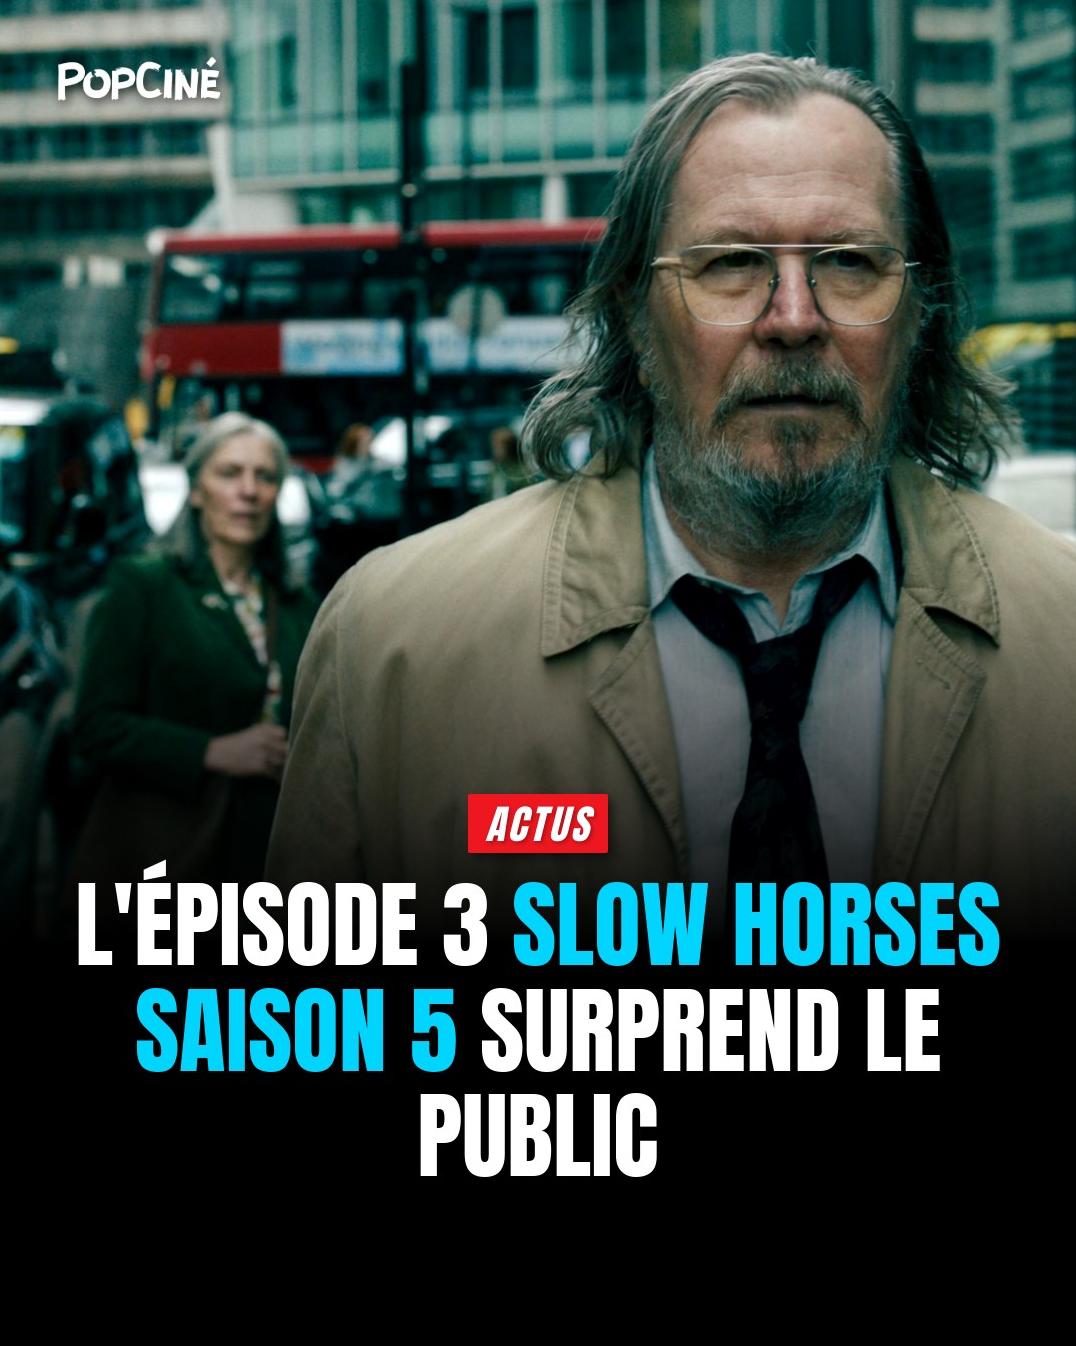 POPCINÉ
ACTUS
L'ÉPISODE 3 SLOW HORSES
SAISON 5 SURPREND LE
PUBLIC